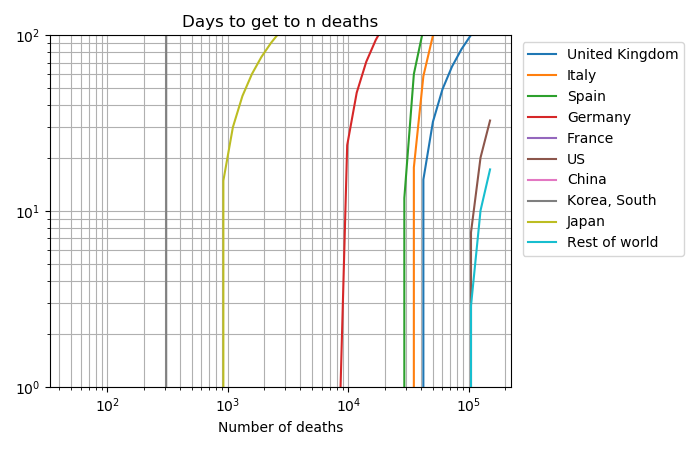 Days to get to n deaths
10²
10¹
10⁰
10²
10³
10⁴
10⁵
Number of deaths
United Kingdom
Italy
Spain
Germany
France
US
China
Korea, South
Japan
Rest of world